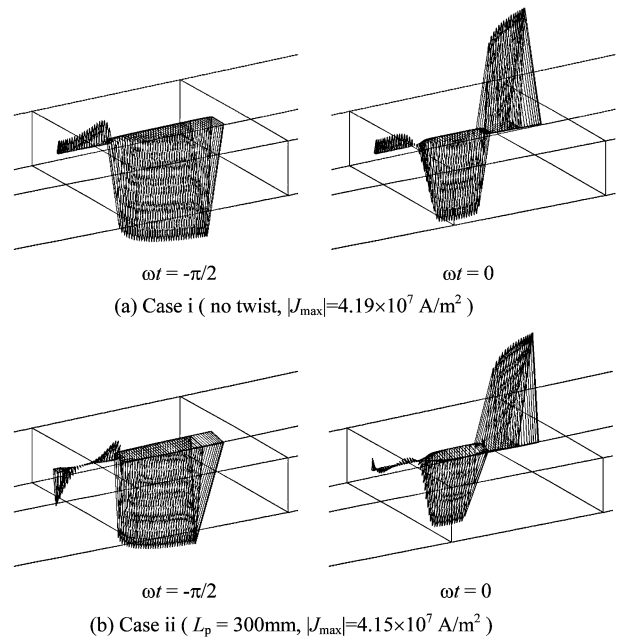 ωt = -π/2 ωt = 0
(a) Case i ( no twist, |Jmax|=4.19×10⁷ A/m² )
ωt = -π/2 ωt = 0
(b) Case ii ( Lp = 300mm, |Jmax|=4.15×10⁷ A/m² )